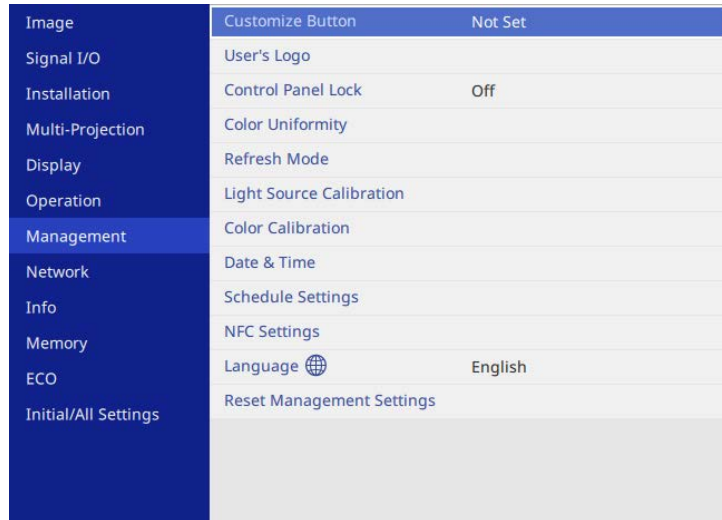 Image
Signal I/O
Installation
Multi-Projection
Display
Operation
Management
Network
Info
Memory
ECO
Initial/All Settings
Customize Button Not Set
User's Logo
Control Panel Lock Off
Color Uniformity
Refresh Mode
Light Source Calibration
Color Calibration
Date & Time
Schedule Settings
NFC Settings
Language English
Reset Management Settings